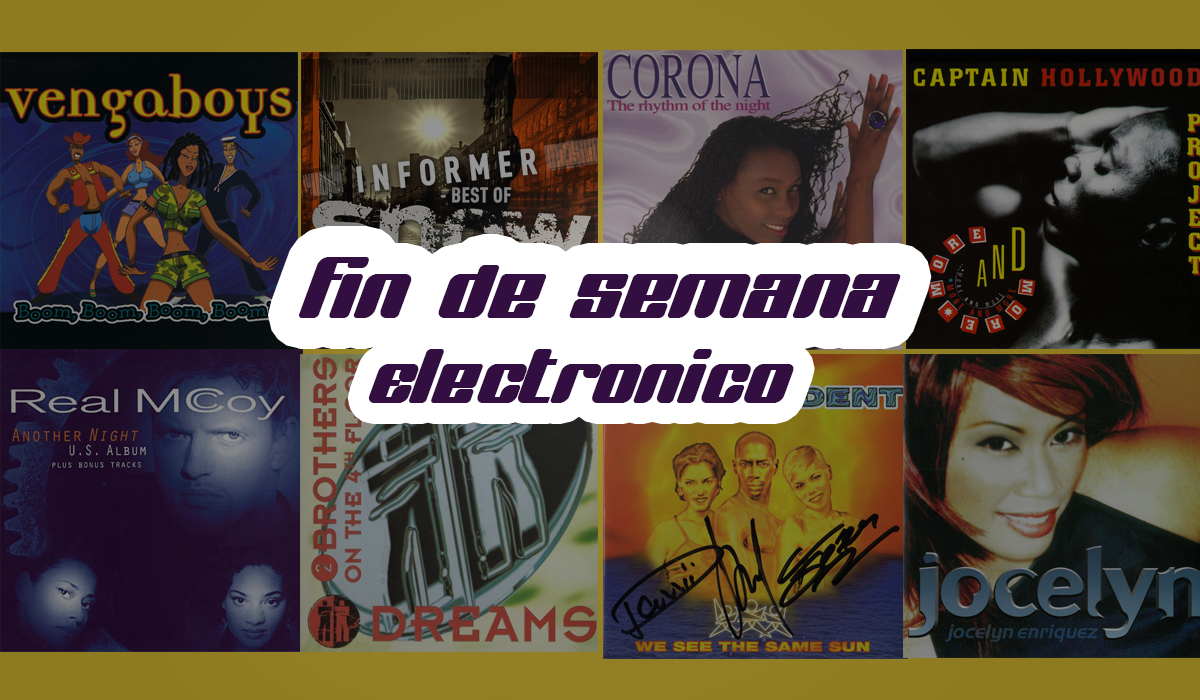 vengaboys
Boom, Boom, Boom, Boom
INFORMER
- BEST OF
snow
CORONA
The rhythm of the night
CAPTAIN HOLLYWOOD
PROJECT
MORE AND MORE
fin de semana
electronico
Real McCoy
ANOTHER NIGHT
U.S. ALBUM
PLUS BONUS TRACKS
2 BROTHERS
ON THE 4TH FLOOR
DREAMS
DENT
WE SEE THE SAME SUN
jocelyn
jocelyn enriquez